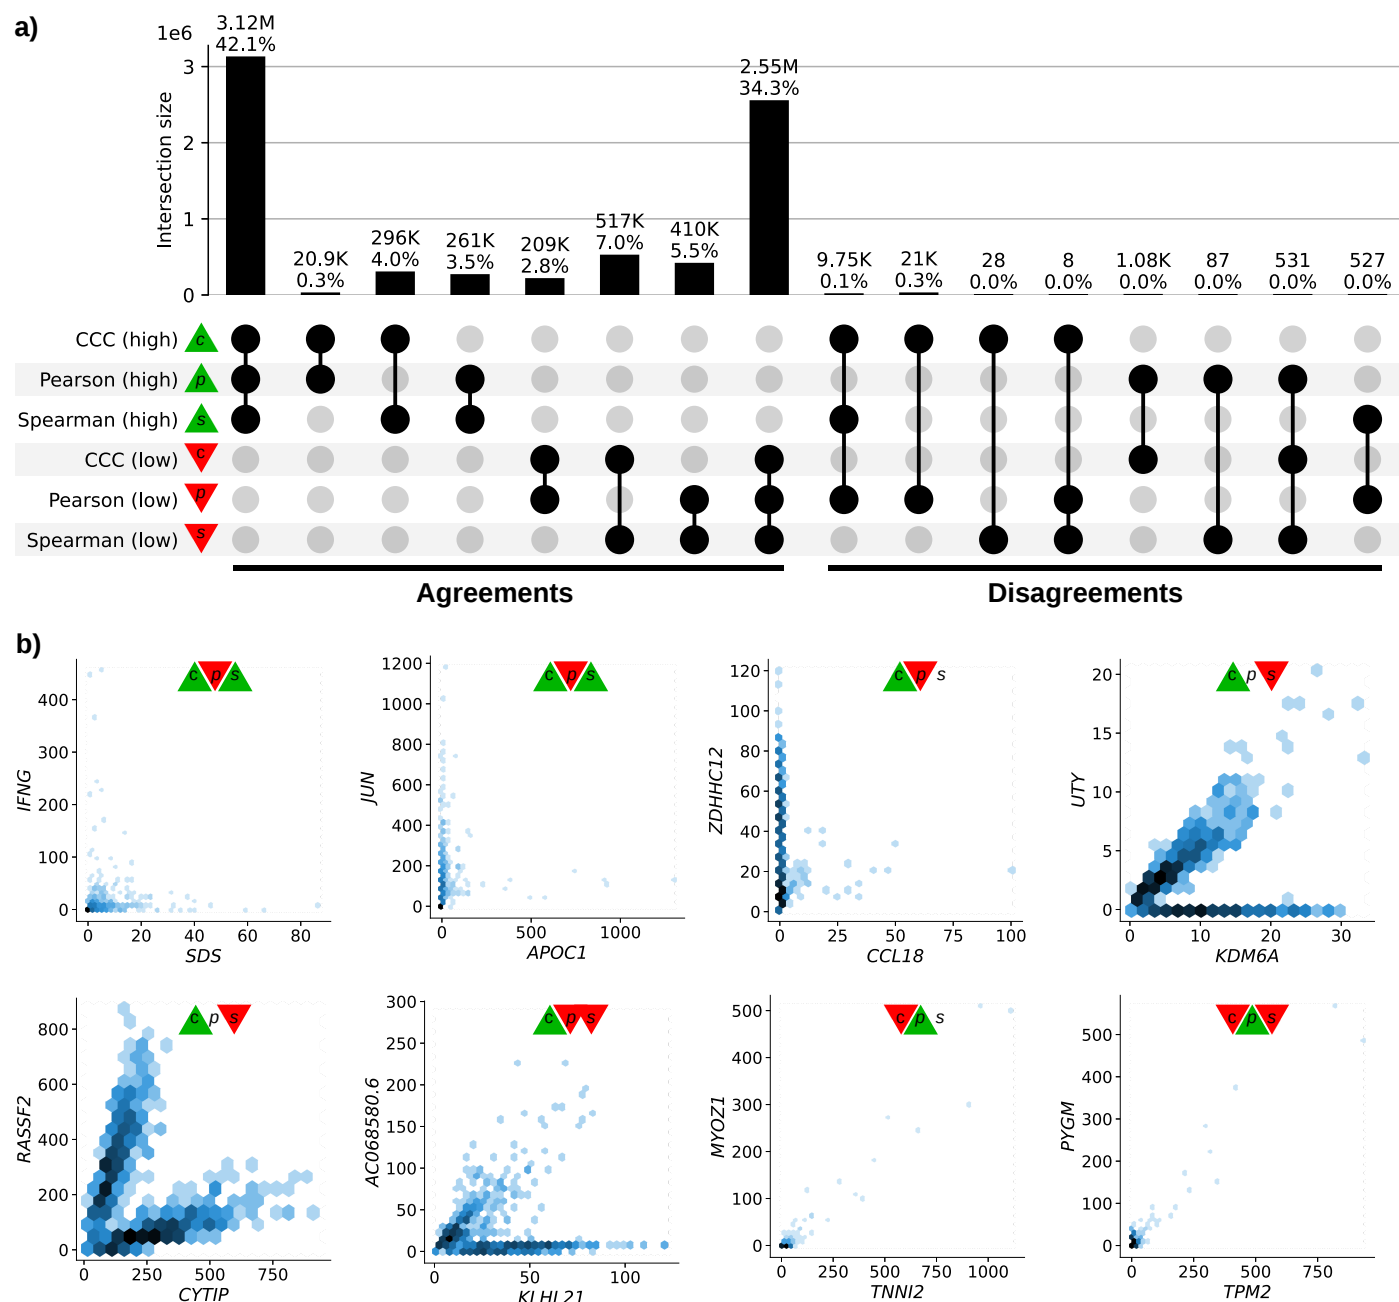 a)
1e6
Intersection size
3
2
1
0
3.12M
42.1%
20.9K
0.3%
296K
4.0%
261K
3.5%
209K
2.8%
517K
7.0%
410K
5.5%
2.55M
34.3%
9.75K
0.1%
21K
0.3%
28
0.0%
8
0.0%
1.08K
0.0%
87
0.0%
531
0.0%
527
0.0%
CCC (high) c
Pearson (high) p
Spearman (high) s
CCC (low) c
Pearson (low) p
Spearman (low) s
Agreements
Disagreements
b)
c p s
IFNG
400
300
200
100
0
0 20 40 60 80
SDS
c p s
JUN
1200
1000
800
600
400
200
0
0 500 1000
APOC1
c p s
ZDHHC12
120
100
80
60
40
20
0
0 25 50 75 100
CCL18
c p s
UTY
20
15
10
5
0
0 10 20 30
KDM6A
c p s
RASSF2
800
600
400
200
0
0 250 500 750
CYTIP
c p s
AC068580.6
300
250
200
150
100
50
0
0 50 100
KLHL21
c p s
MYOZ1
500
400
300
200
100
0
0 250 500 750 1000
TNNI2
c p s
PYGM
500
400
300
200
100
0
0 250 500 750
TPM2